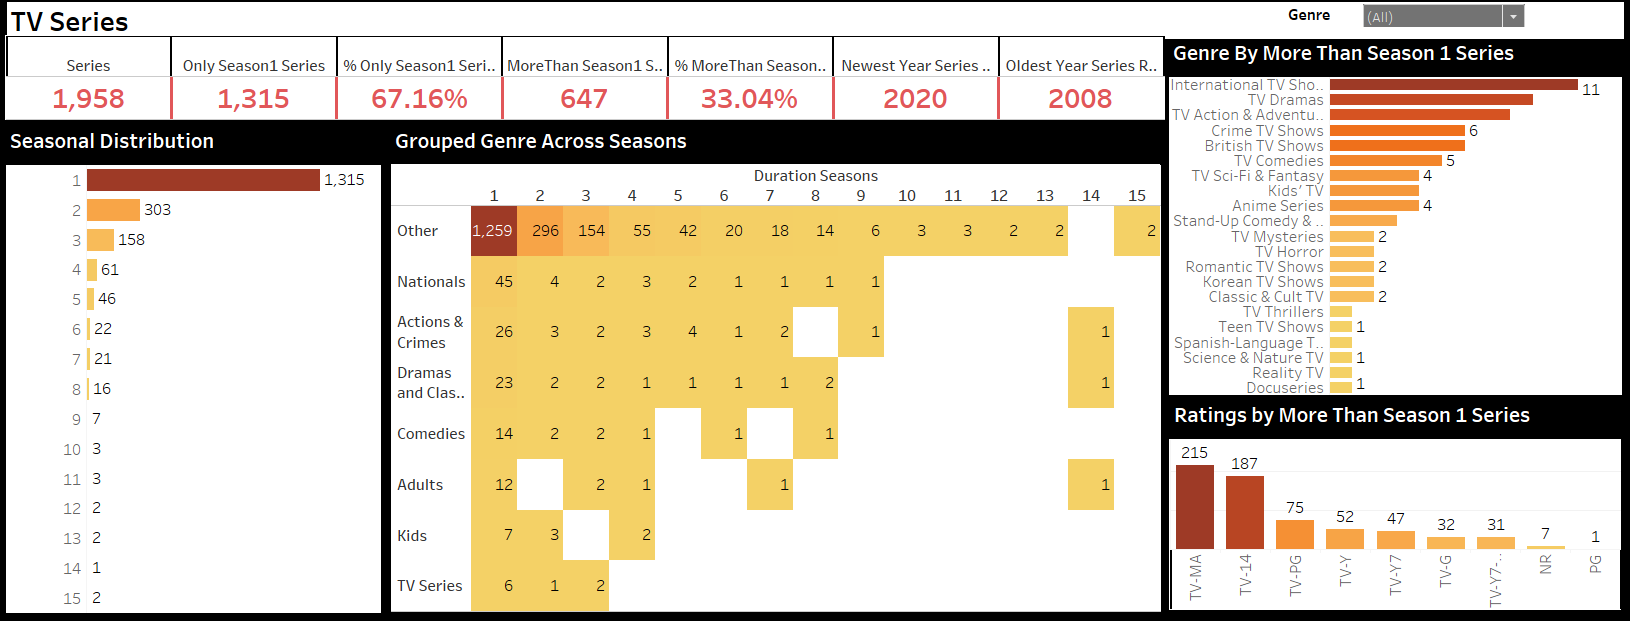 TV Series
Genre
(All)
Series
Only Season1 Series
% Only Season1 Seri..
MoreThan Season1 S..
% MoreThan Season..
Newest Year Series ..
Oldest Year Series R..
1,958
1,315
67.16%
647
33.04%
2020
2008
Seasonal Distribution
1 1,315
2 303
3 158
4 61
5 46
6 22
7 21
8 16
9 7
10 3
11 3
12 2
13 2
14 1
15 2
Grouped Genre Across Seasons
Duration Seasons
1 2 3 4 5 6 7 8 9 10 11 12 13 14 15
Other 1,259 296 154 55 42 20 18 14 6 3 3 2 2 2
Nationals 45 4 2 3 2 1 1 1 1
Actions &
Crimes 26 3 2 3 4 1 2 1 1
Dramas
and Clas.. 23 2 2 1 1 1 1 2 1
Comedies 14 2 2 1 1 1
Adults 12 2 1 1 1
Kids 7 3 2
TV Series 6 1 2
Genre By More Than Season 1 Series
International TV Sho.. 11
TV Dramas
TV Action & Adventu..
Crime TV Shows 6
British TV Shows
TV Comedies 5
TV Sci-Fi & Fantasy 4
Kids' TV
Anime Series 4
Stand-Up Comedy & ..
TV Mysteries 2
TV Horror
Romantic TV Shows 2
Korean TV Shows
Classic & Cult TV 2
TV Thrillers
Teen TV Shows 1
Spanish-Language T..
Science & Nature TV 1
Reality TV
Docuseries 1
Ratings by More Than Season 1 Series
215 187 75 52 47 32 31 7 1
TV-MA
TV-14
TV-PG
TV-Y
TV-Y7
TV-G
TV-Y7-..
NR
PG